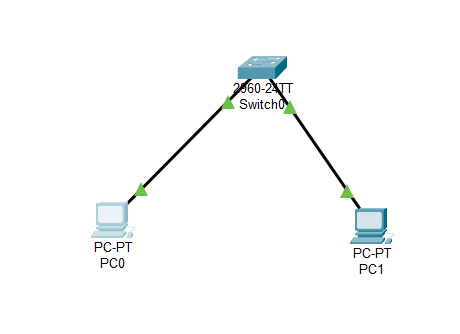 2960-24TT
Switch0
PC-PT
PC0
PC-PT
PC1